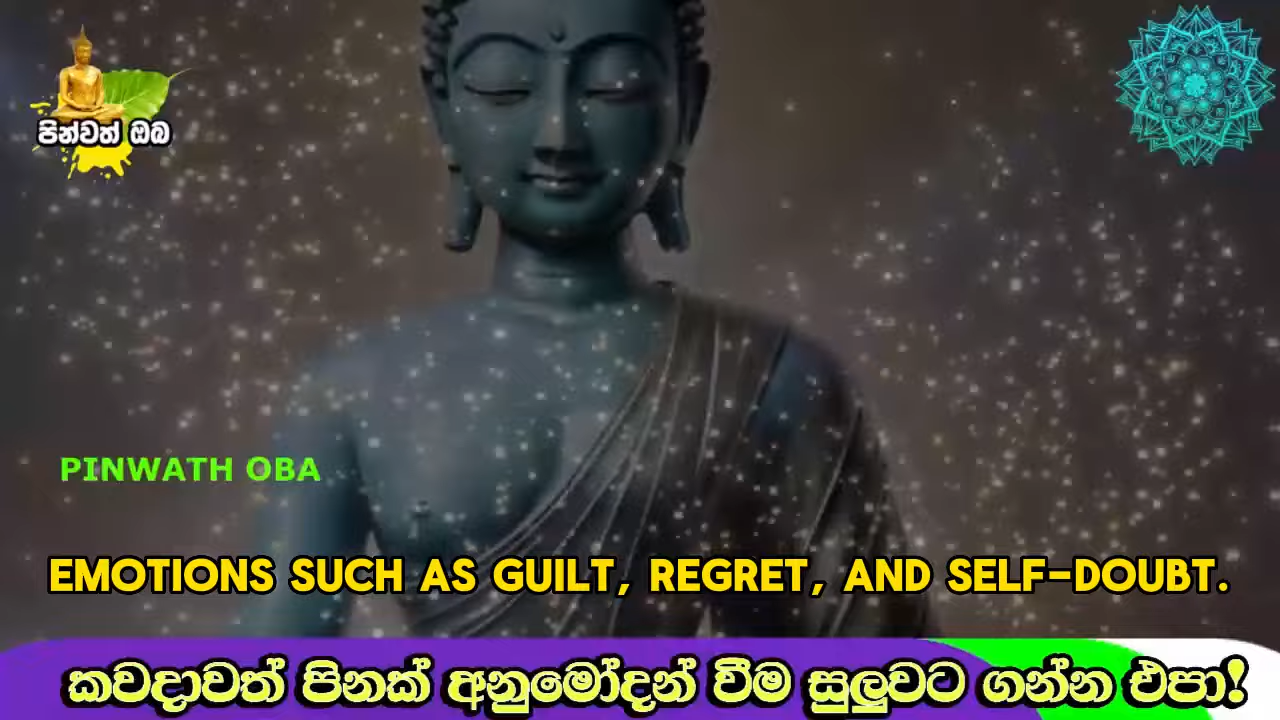 පින්වත් ඔබ
PINWATH OBA
EMOTIONS SUCH AS GUILT, REGRET, AND SELF-DOUBT.
කවදාවත් පිනක් අනුමෝදන් වීම සුලුවට ගන්න එපා!